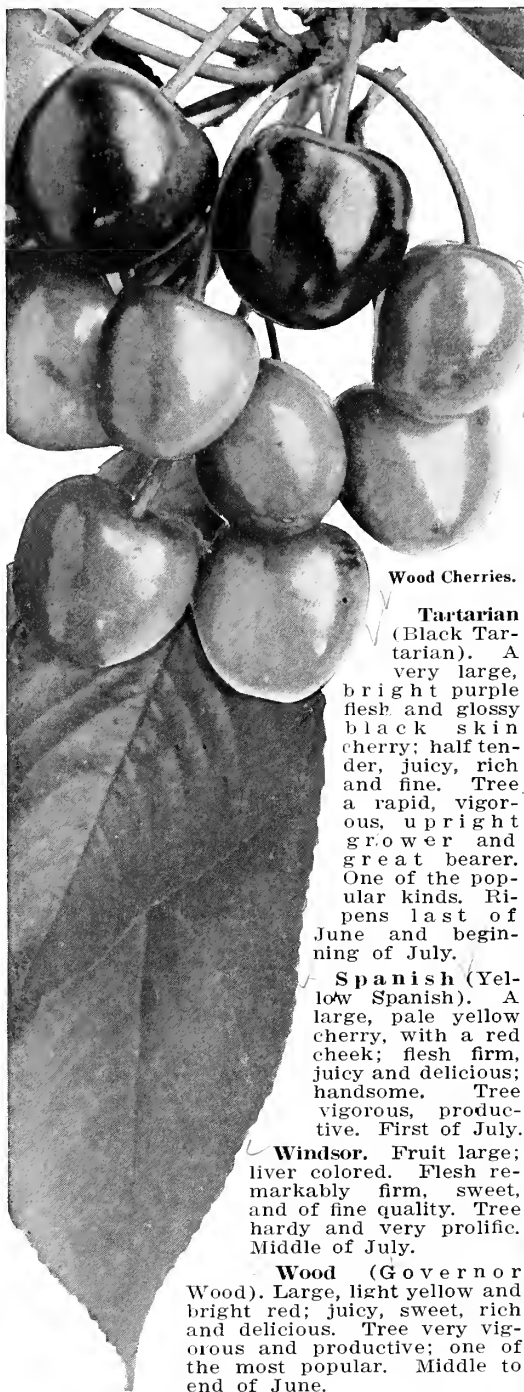 Wood Cherries.
Tartarian
(Black Tar-
tarian). A
very large,
bright purple
flesh and glossy
black skin
cherry; half ten-
der, juicy, rich
and fine. Tree
a rapid, vigor-
ous, upright
grower and
great bearer.
One of the pop-
ular kinds. Ri-
pens last of
June and begin-
ning of July.
Spanish (Yel-
low Spanish). A
large, pale yellow
cherry, with a red
cheek; flesh firm,
juicy and delicious;
handsome. Tree
vigorous, produc-
tive. First of July.
Windsor. Fruit large;
liver colored. Flesh re-
markably firm, sweet,
and of fine quality. Tree
hardy and very prolific.
Middle of July.
Wood (Governor
Wood). Large, light yellow and
bright red; juicy, sweet, rich
and delicious. Tree very vig-
orous and productive; one of
the most popular. Middle to
end of June.